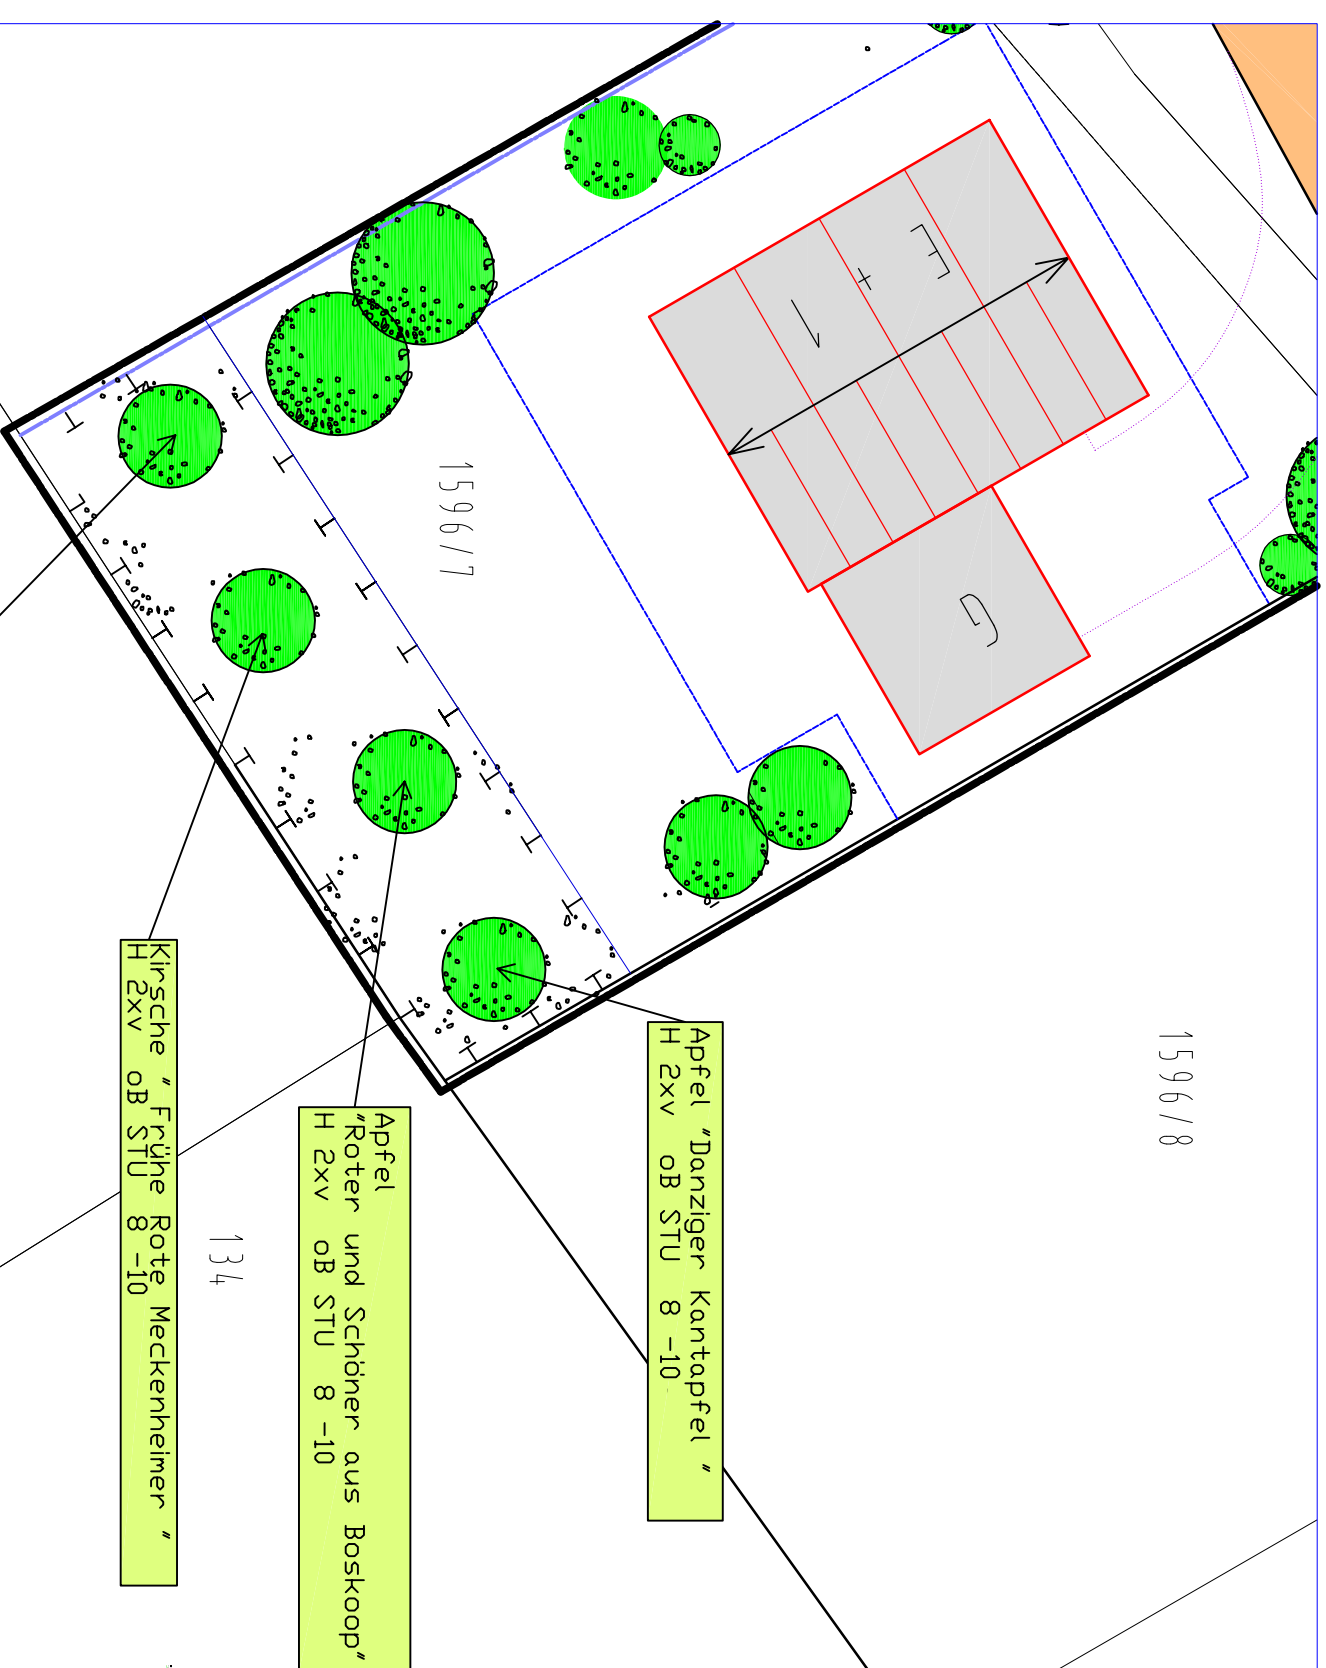 E + 1
G
1596/7
1596/8
134
Apfel "Danziger Kantapfel "
H 2xv oB STU 8 -10
Apfel
"Roter und Schöner aus Boskoop"
H 2xv oB STU 8 -10
Kirsche " Frühe Rote Meckenheimer "
H 2xv oB STU 8 -10